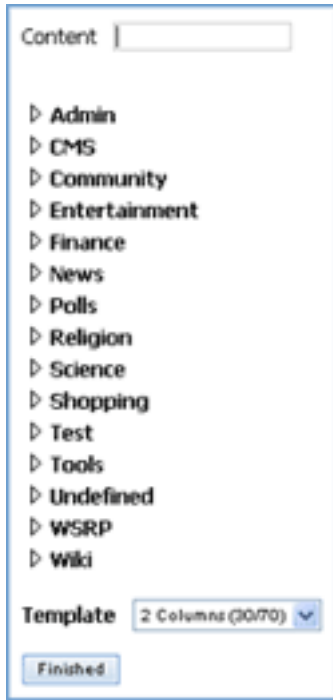 Content
Admin
CMS
Community
Entertainment
Finance
News
Polls
Religion
Science
Shopping
Test
Tools
Undefined
WSRP
Wiki
Template 2 Columns (30/70)
Finished